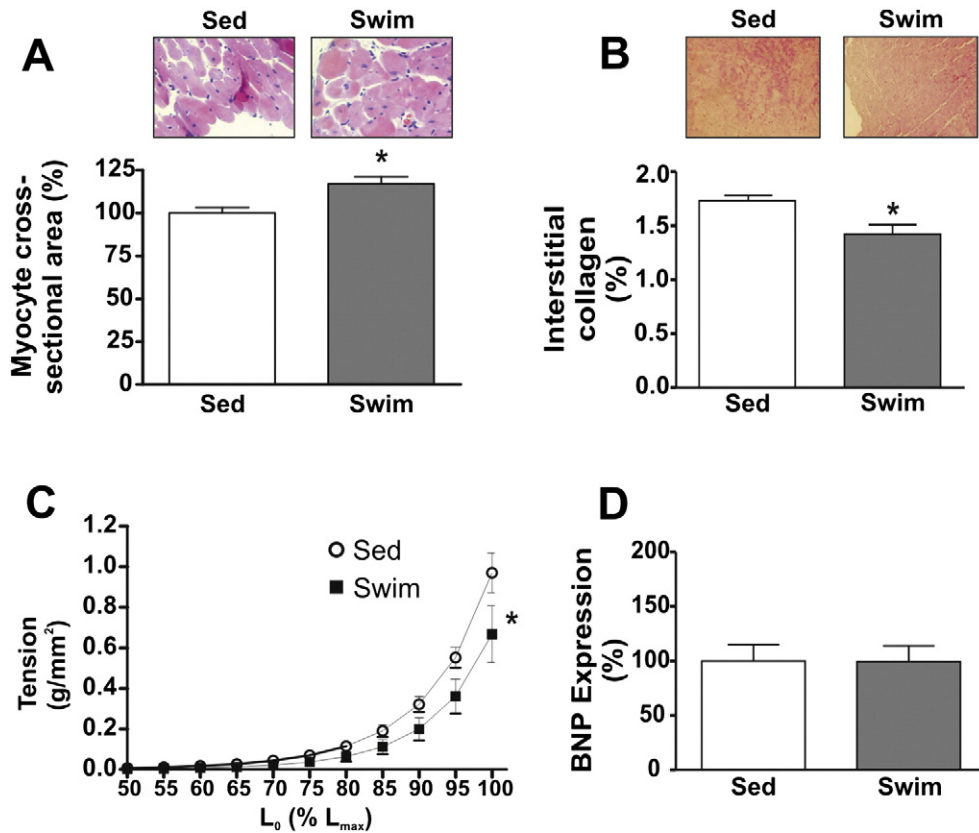 A
Sed
Swim
Myocyte cross-
sectional area (%)
125
100
75
50
25
0
*
Sed
Swim
B
Sed
Swim
Interstitial
collagen
(%)
2.0
1.5
1.0
0.5
0.0
*
Sed
Swim
C
Tension
(g/mm²)
1.2
1.0
0.8
0.6
0.4
0.2
0.0
Sed
Swim
*
50 55 60 65 70 75 80 85 90 95 100
L₀ (% Lmax)
D
BNP Expression
(%)
200
150
100
50
0
Sed
Swim